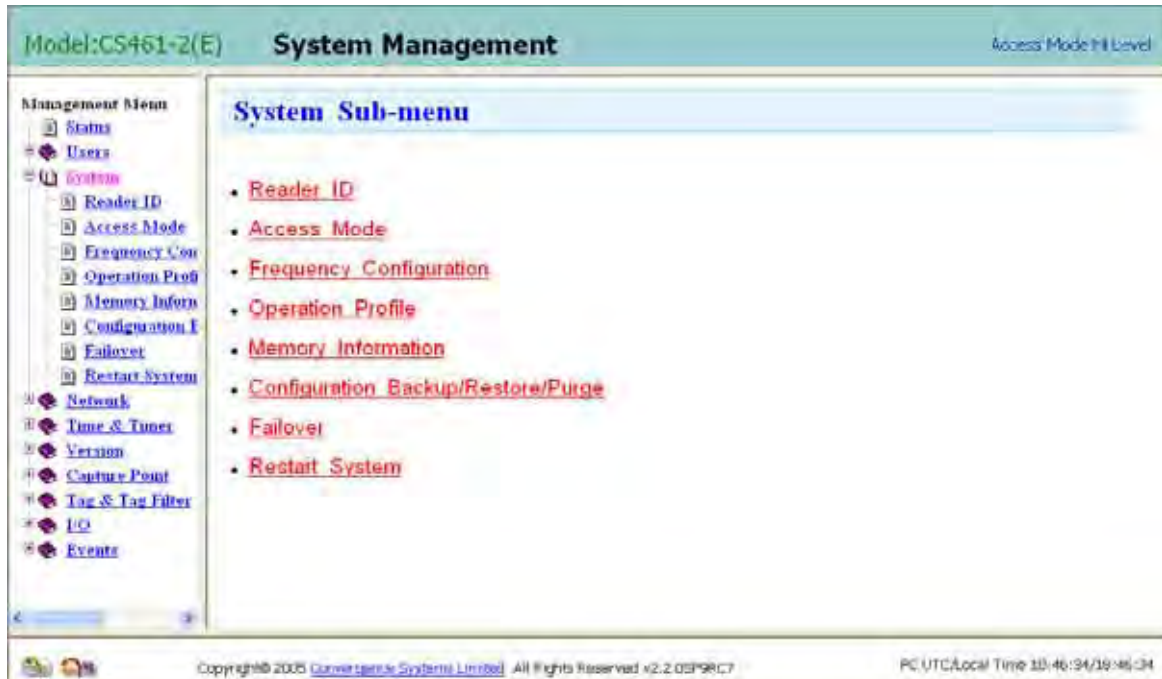 Model:CS461-2(E) System Management Access Mode Hi Level
Management Menu
Status
Users
System
Reader ID
Access Mode
Frequency Con
Operation Profi
Memory Inform
Configuration B
Failover
Restart System
Network
Time & Timer
Version
Capture Point
Tag & Tag Filter
I/O
Events
System Sub-menu
Reader ID
Access Mode
Frequency Configuration
Operation Profile
Memory Information
Configuration Backup/Restore/Purge
Failover
Restart System
Copyright© 2005 Convergence Systems Limited All Rights Reserved v2.2.0SP9RC7
PC UTC/Local Time 10:46:34/18:46:34